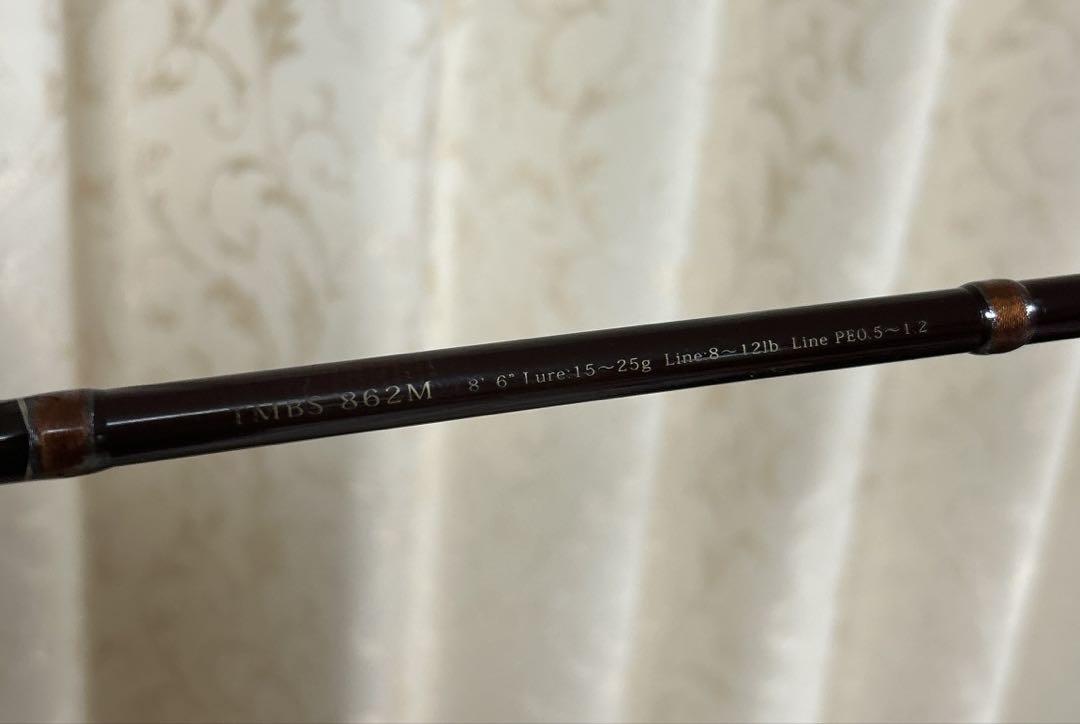 TMBS 862M 8' 6" Lure:15～25g Line:8～12lb Line PE0.5～1.2